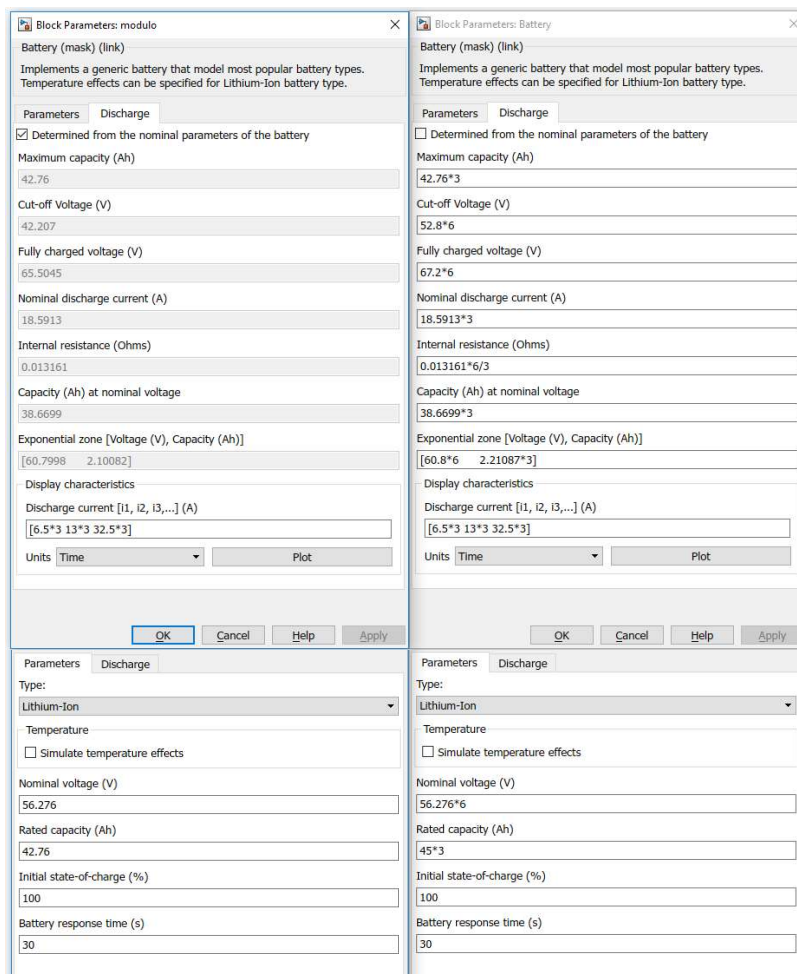 Block Parameters: modulo
Battery (mask) (link)
Implements a generic battery that model most popular battery types.
Temperature effects can be specified for Lithium-Ion battery type.
Parameters Discharge
Determined from the nominal parameters of the battery
Maximum capacity (Ah)
42.76
Cut-off Voltage (V)
42.207
Fully charged voltage (V)
65.5045
Nominal discharge current (A)
18.5913
Internal resistance (Ohms)
0.013161
Capacity (Ah) at nominal voltage
38.6699
Exponential zone [Voltage (V), Capacity (Ah)]
[60.7998 2.10082]
Display characteristics
Discharge current [i1, i2, i3,...] (A)
[6.5*3 13*3 32.5*3]
Units Time Plot
OK Cancel Help Apply
Parameters Discharge
Type:
Lithium-Ion
Temperature
Simulate temperature effects
Nominal voltage (V)
56.276
Rated capacity (Ah)
42.76
Initial state-of-charge (%)
100
Battery response time (s)
30
Block Parameters: Battery
Battery (mask) (link)
Implements a generic battery that model most popular battery types.
Temperature effects can be specified for Lithium-Ion battery type.
Parameters Discharge
Determined from the nominal parameters of the battery
Maximum capacity (Ah)
42.76*3
Cut-off Voltage (V)
52.8*6
Fully charged voltage (V)
67.2*6
Nominal discharge current (A)
18.5913*3
Internal resistance (Ohms)
0.013161*6/3
Capacity (Ah) at nominal voltage
38.6699*3
Exponential zone [Voltage (V), Capacity (Ah)]
[60.8*6 2.21087*3]
Display characteristics
Discharge current [i1, i2, i3,...] (A)
[6.5*3 13*3 32.5*3]
Units Time Plot
OK Cancel Help Apply
Parameters Discharge
Type:
Lithium-Ion
Temperature
Simulate temperature effects
Nominal voltage (V)
56.276*6
Rated capacity (Ah)
45*3
Initial state-of-charge (%)
100
Battery response time (s)
30